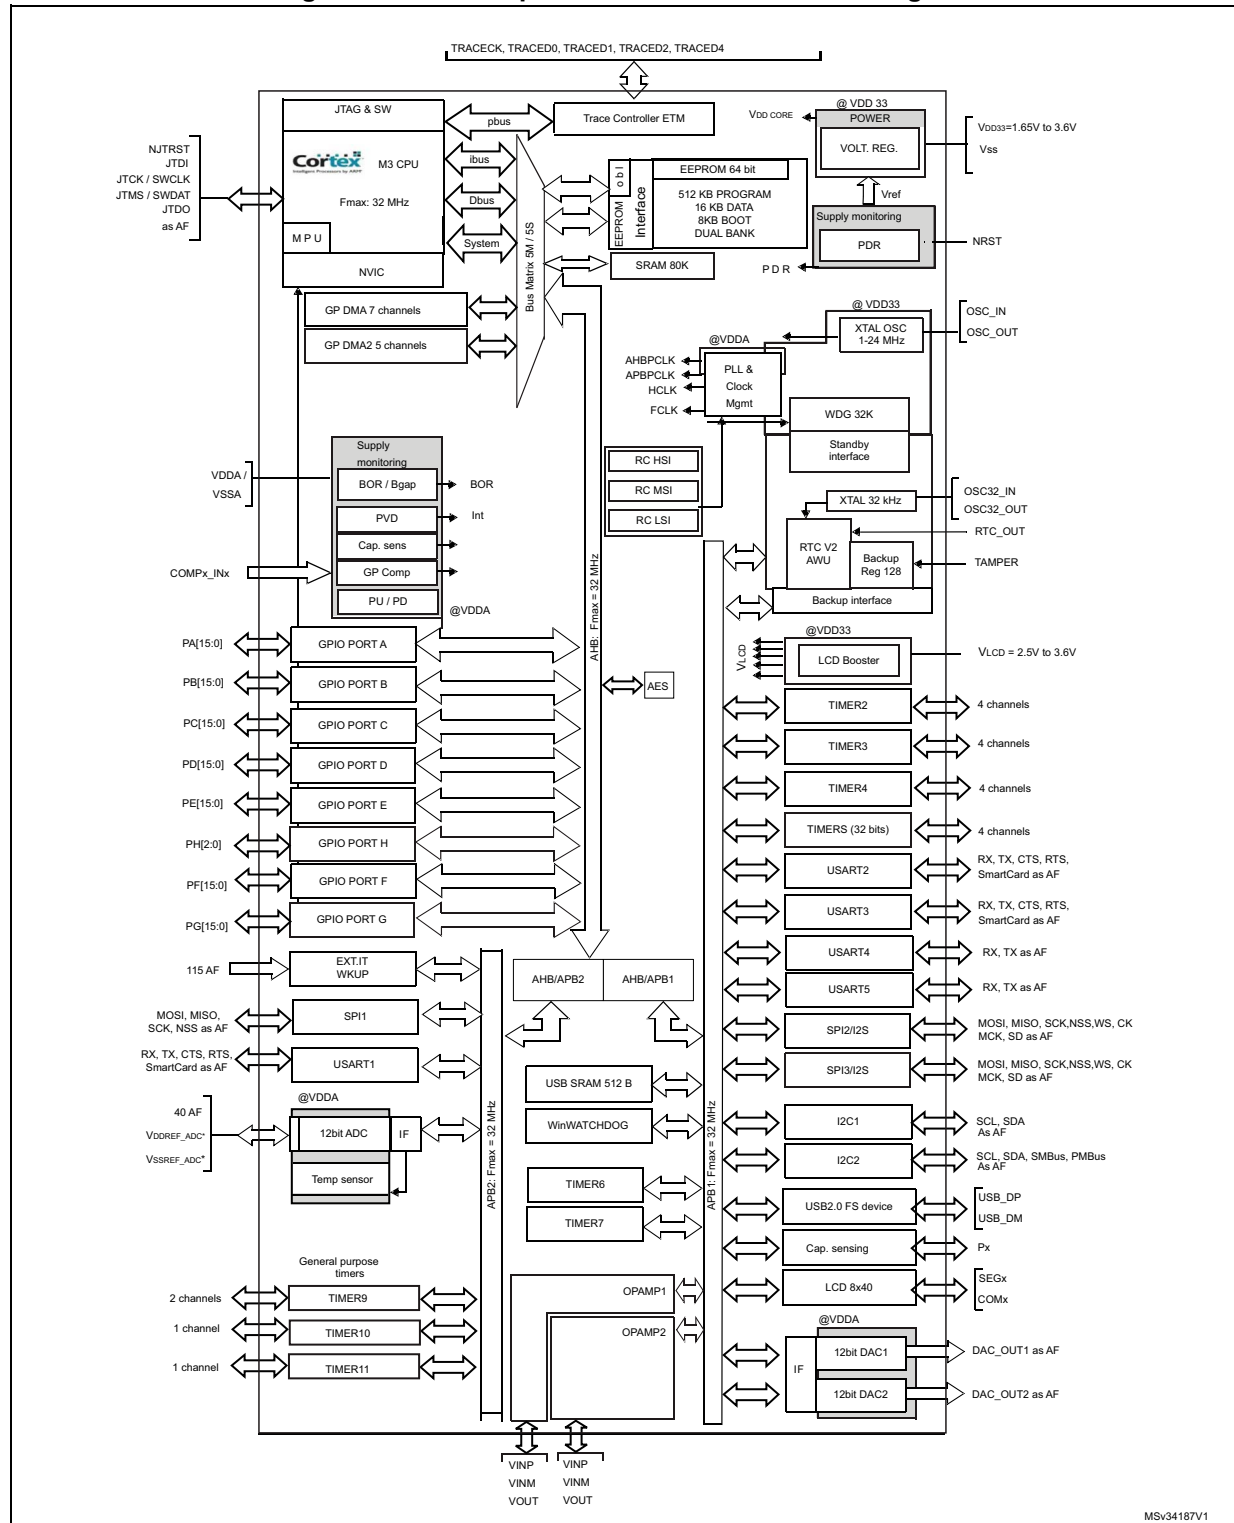 TRACECK, TRACED0, TRACED1, TRACED2, TRACED4
JTAG & SW
pbus
Trace Controller ETM
VDD CORE
@ VDD 33
POWER
VOLT. REG.
VDD33=1.65V to 3.6V
Vss
NJTRST
JTDI
JTCK / SWCLK
JTMS / SWDAT
JTDO
as AF
Cortex
Intelligent Processors by ARM®
M3 CPU
Fmax: 32 MHz
M P U
NVIC
ibus
Dbus
System
Bus Matrix 5M / 5S
EEPROM
obl
Interface
EEPROM 64 bit
512 KB PROGRAM
16 KB DATA
8KB BOOT
DUAL BANK
SRAM 80K
Vref
Supply monitoring
PDR
NRST
P D R
GP DMA 7 channels
GP DMA2 5 channels
@ VDD33
XTAL OSC
1-24 MHz
OSC_IN
OSC_OUT
@VDDA
PLL &
Clock
Mgmt
AHBPCLK
APBPCLK
HCLK
FCLK
WDG 32K
Standby
interface
RC HSI
RC MSI
RC LSI
XTAL 32 kHz
OSC32_IN
OSC32_OUT
RTC V2
AWU
RTC_OUT
Backup
Reg 128
TAMPER
Backup interface
Supply
monitoring
VDDA /
VSSA
BOR / Bgap
BOR
PVD
Int
Cap. sens
COMPx_INx
GP Comp
PU / PD
@VDDA
AHB: Fmax = 32 MHz
@VDD33
VLCD
LCD Booster
VLCD = 2.5V to 3.6V
PA[15:0]
GPIO PORT A
PB[15:0]
GPIO PORT B
PC[15:0]
GPIO PORT C
PD[15:0]
GPIO PORT D
PE[15:0]
GPIO PORT E
PH[2:0]
GPIO PORT H
PF[15:0]
GPIO PORT F
PG[15:0]
GPIO PORT G
AES
TIMER2
4 channels
TIMER3
4 channels
TIMER4
4 channels
TIMERS (32 bits)
4 channels
USART2
RX, TX, CTS, RTS,
SmartCard as AF
USART3
RX, TX, CTS, RTS,
SmartCard as AF
USART4
RX, TX as AF
USART5
RX, TX as AF
SPI2/I2S
MOSI, MISO, SCK,NSS,WS, CK
MCK, SD as AF
SPI3/I2S
MOSI, MISO, SCK,NSS,WS, CK
MCK, SD as AF
I2C1
SCL, SDA
As AF
I2C2
SCL, SDA, SMBus, PMBus
As AF
USB2.0 FS device
USB_DP
USB_DM
Cap. sensing
Px
LCD 8x40
SEGx
COMx
@VDDA
IF
12bit DAC1
DAC_OUT1 as AF
12bit DAC2
DAC_OUT2 as AF
115 AF
EXT.IT
WKUP
AHB/APB2
AHB/APB1
MOSI, MISO,
SCK, NSS as AF
SPI1
RX, TX, CTS, RTS,
SmartCard as AF
USART1
@VDDA
40 AF
VDDREF_ADC*
VSSREF_ADC*
12bit ADC
IF
Temp sensor
APB2: Fmax = 32 MHz
APB1: Fmax = 32 MHz
USB SRAM 512 B
WinWATCHDOG
TIMER6
TIMER7
General purpose
timers
2 channels
TIMER9
1 channel
TIMER10
1 channel
TIMER11
OPAMP1
OPAMP2
VINP
VINM
VOUT
VINP
VINM
VOUT
MSv34187V1